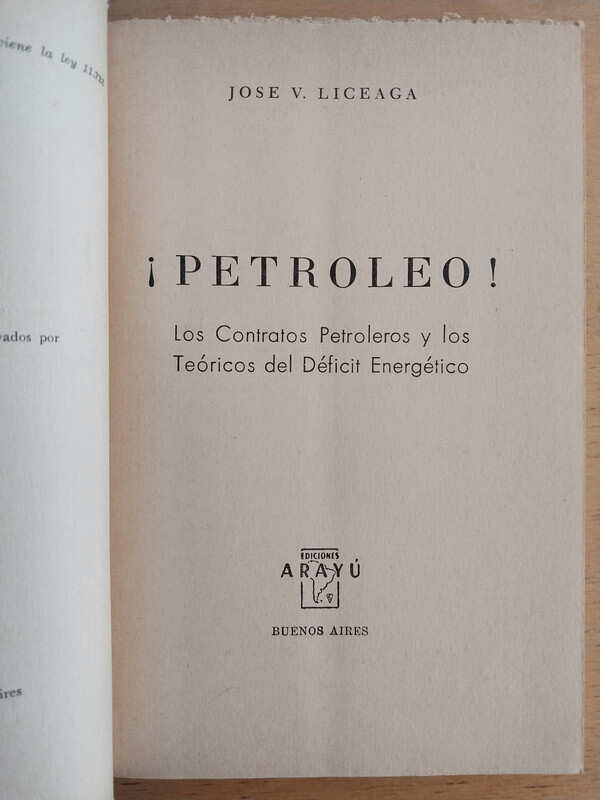 viene la ley 11.723
vados por
ires
JOSE V. LICEAGA
¡PETROLEO!
Los Contratos Petroleros y los
Teóricos del Déficit Energético
EDICIONES
ARAYÚ
BUENOS AIRES